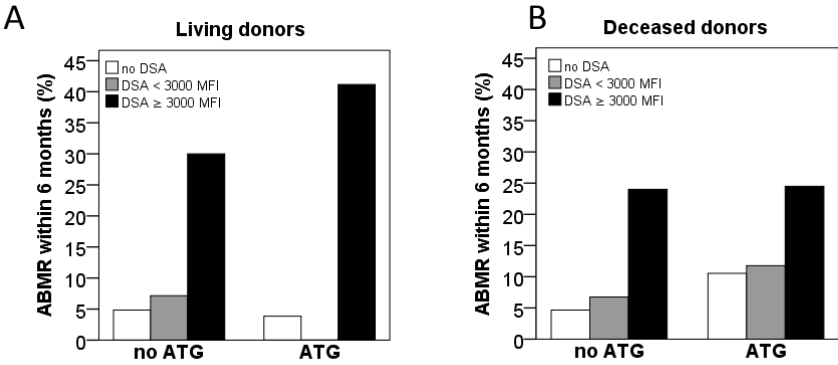 A
Living donors
ABMR within 6 months (%)
45
40
35
30
25
20
15
10
5
0
no DSA
DSA < 3000 MFI
DSA ≥ 3000 MFI
no ATG ATG
B
Deceased donors
ABMR within 6 months (%)
45
40
35
30
25
20
15
10
5
0
no DSA
DSA < 3000 MFI
DSA ≥ 3000 MFI
no ATG ATG